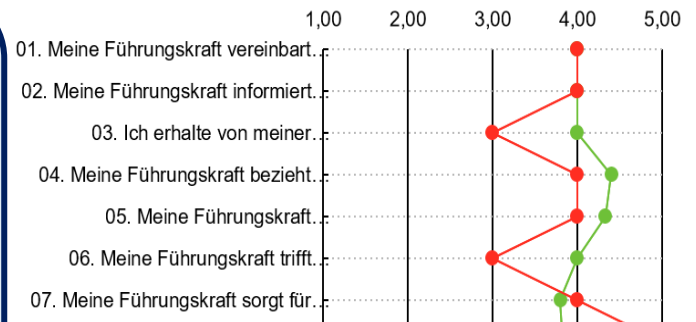 1,00 2,00 3,00 4,00 5,00
01. Meine Führungskraft vereinbart...
02. Meine Führungskraft informiert...
03. Ich erhalte von meiner...
04. Meine Führungskraft bezieht...
05. Meine Führungskraft...
06. Meine Führungskraft trifft...
07. Meine Führungskraft sorgt für...